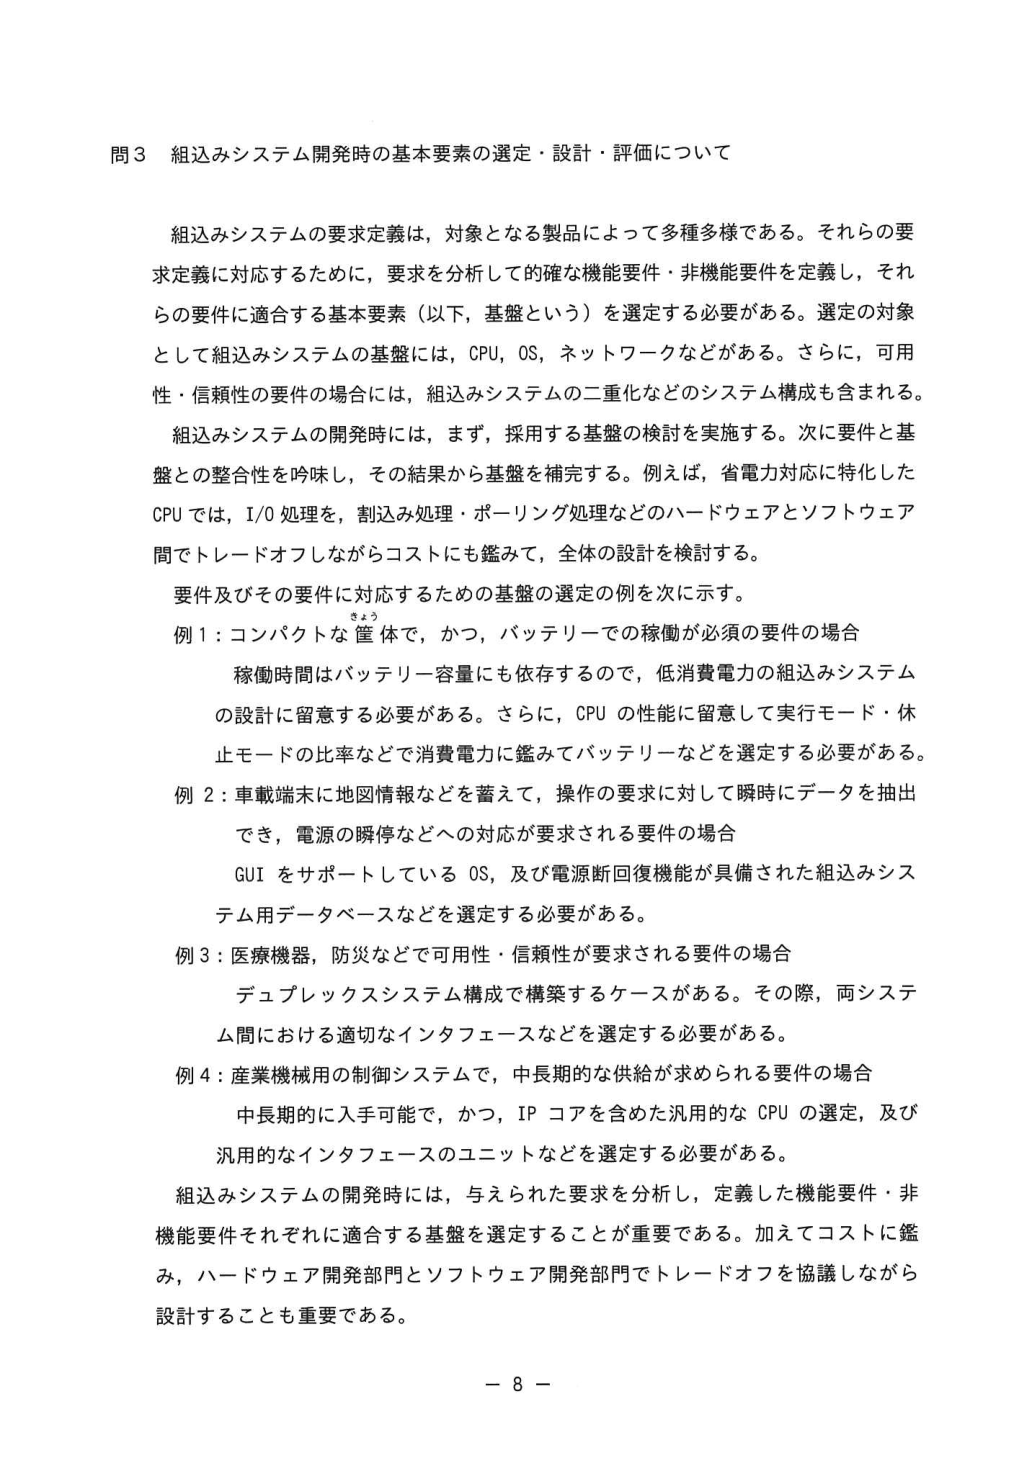 問3 組込みシステム開発時の基本要素の選定・設計・評価について
組込みシステムの要求定義は，対象となる製品によって多種多様である。それらの要
求定義に対応するために，要求を分析して的確な機能要件・非機能要件を定義し，それ
らの要件に適合する基本要素（以下，基盤という）を選定する必要がある。選定の対象
として組込みシステムの基盤には，CPU，OS，ネットワークなどがある。さらに，可用
性・信頼性の要件の場合には，組込みシステムの二重化などのシステム構成も含まれる。
組込みシステムの開発時には，まず，採用する基盤の検討を実施する。次に要件と基
盤との整合性を吟味し，その結果から基盤を補完する。例えば，省電力対応に特化した
CPU では，I/O 処理を，割込み処理・ポーリング処理などのハードウェアとソフトウェア
間でトレードオフしながらコストにも鑑みて，全体の設計を検討する。
要件及びその要件に対応するための基盤の選定の例を次に示す。
きょう
例1：コンパクトな筐体で，かつ，バッテリーでの稼働が必須の要件の場合
稼働時間はバッテリー容量にも依存するので，低消費電力の組込みシステム
の設計に留意する必要がある。さらに，CPU の性能に留意して実行モード・休
止モードの比率などで消費電力に鑑みてバッテリーなどを選定する必要がある。
例 2：車載端末に地図情報などを蓄えて，操作の要求に対して瞬時にデータを抽出
でき，電源の瞬停などへの対応が要求される要件の場合
GUI をサポートしている OS，及び電源断回復機能が具備された組込みシス
テム用データベースなどを選定する必要がある。
例3：医療機器，防災などで可用性・信頼性が要求される要件の場合
デュプレックスシステム構成で構築するケースがある。その際，両システ
ム間における適切なインタフェースなどを選定する必要がある。
例4：産業機械用の制御システムで，中長期的な供給が求められる要件の場合
中長期的に入手可能で，かつ，IP コアを含めた汎用的な CPU の選定，及び
汎用的なインタフェースのユニットなどを選定する必要がある。
組込みシステムの開発時には，与えられた要求を分析し，定義した機能要件・非
機能要件それぞれに適合する基盤を選定することが重要である。加えてコストに鑑
み，ハードウェア開発部門とソフトウェア開発部門でトレードオフを協議しながら
設計することも重要である。
－ 8 －